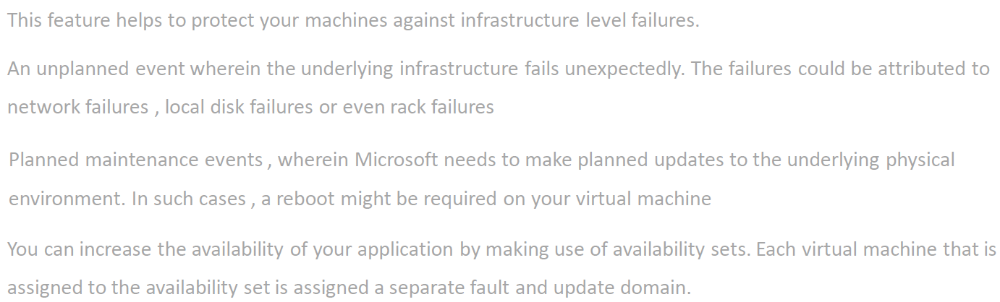 This feature helps to protect your machines against infrastructure level failures.
An unplanned event wherein the underlying infrastructure fails unexpectedly. The failures could be attributed to
network failures , local disk failures or even rack failures
Planned maintenance events , wherein Microsoft needs to make planned updates to the underlying physical
environment. In such cases , a reboot might be required on your virtual machine
You can increase the availability of your application by making use of availability sets. Each virtual machine that is
assigned to the availability set is assigned a separate fault and update domain.